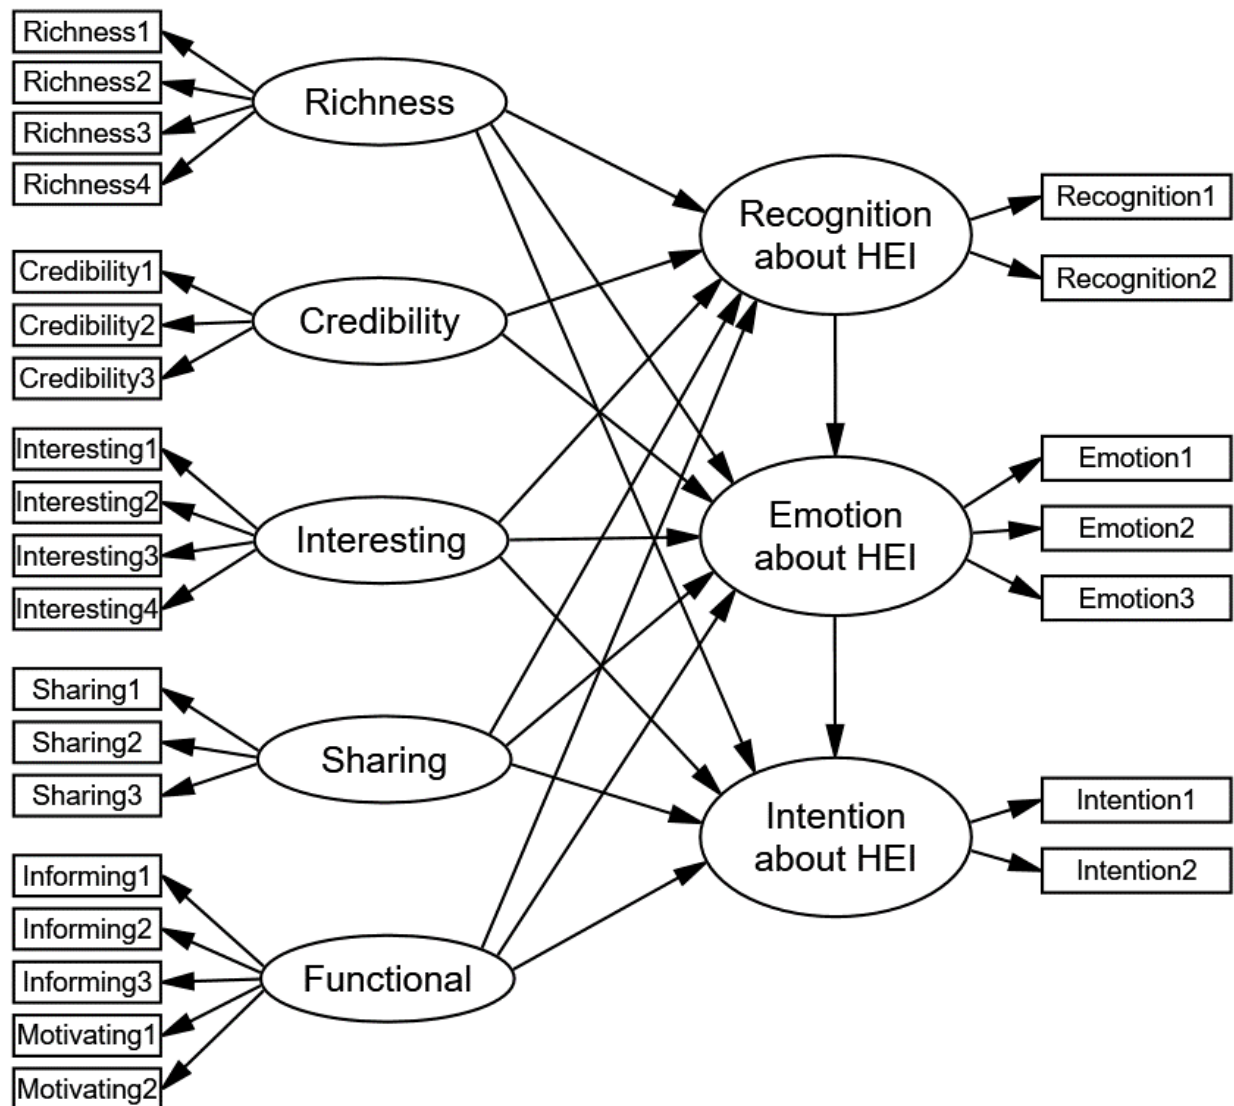 Richness1
Richness2
Richness3
Richness4
Richness
Credibility1
Credibility2
Credibility3
Credibility
Interesting1
Interesting2
Interesting3
Interesting4
Interesting
Sharing1
Sharing2
Sharing3
Sharing
Informing1
Informing2
Informing3
Motivating1
Motivating2
Functional
Recognition
about HEI
Recognition1
Recognition2
Emotion
about HEI
Emotion1
Emotion2
Emotion3
Intention
about HEI
Intention1
Intention2